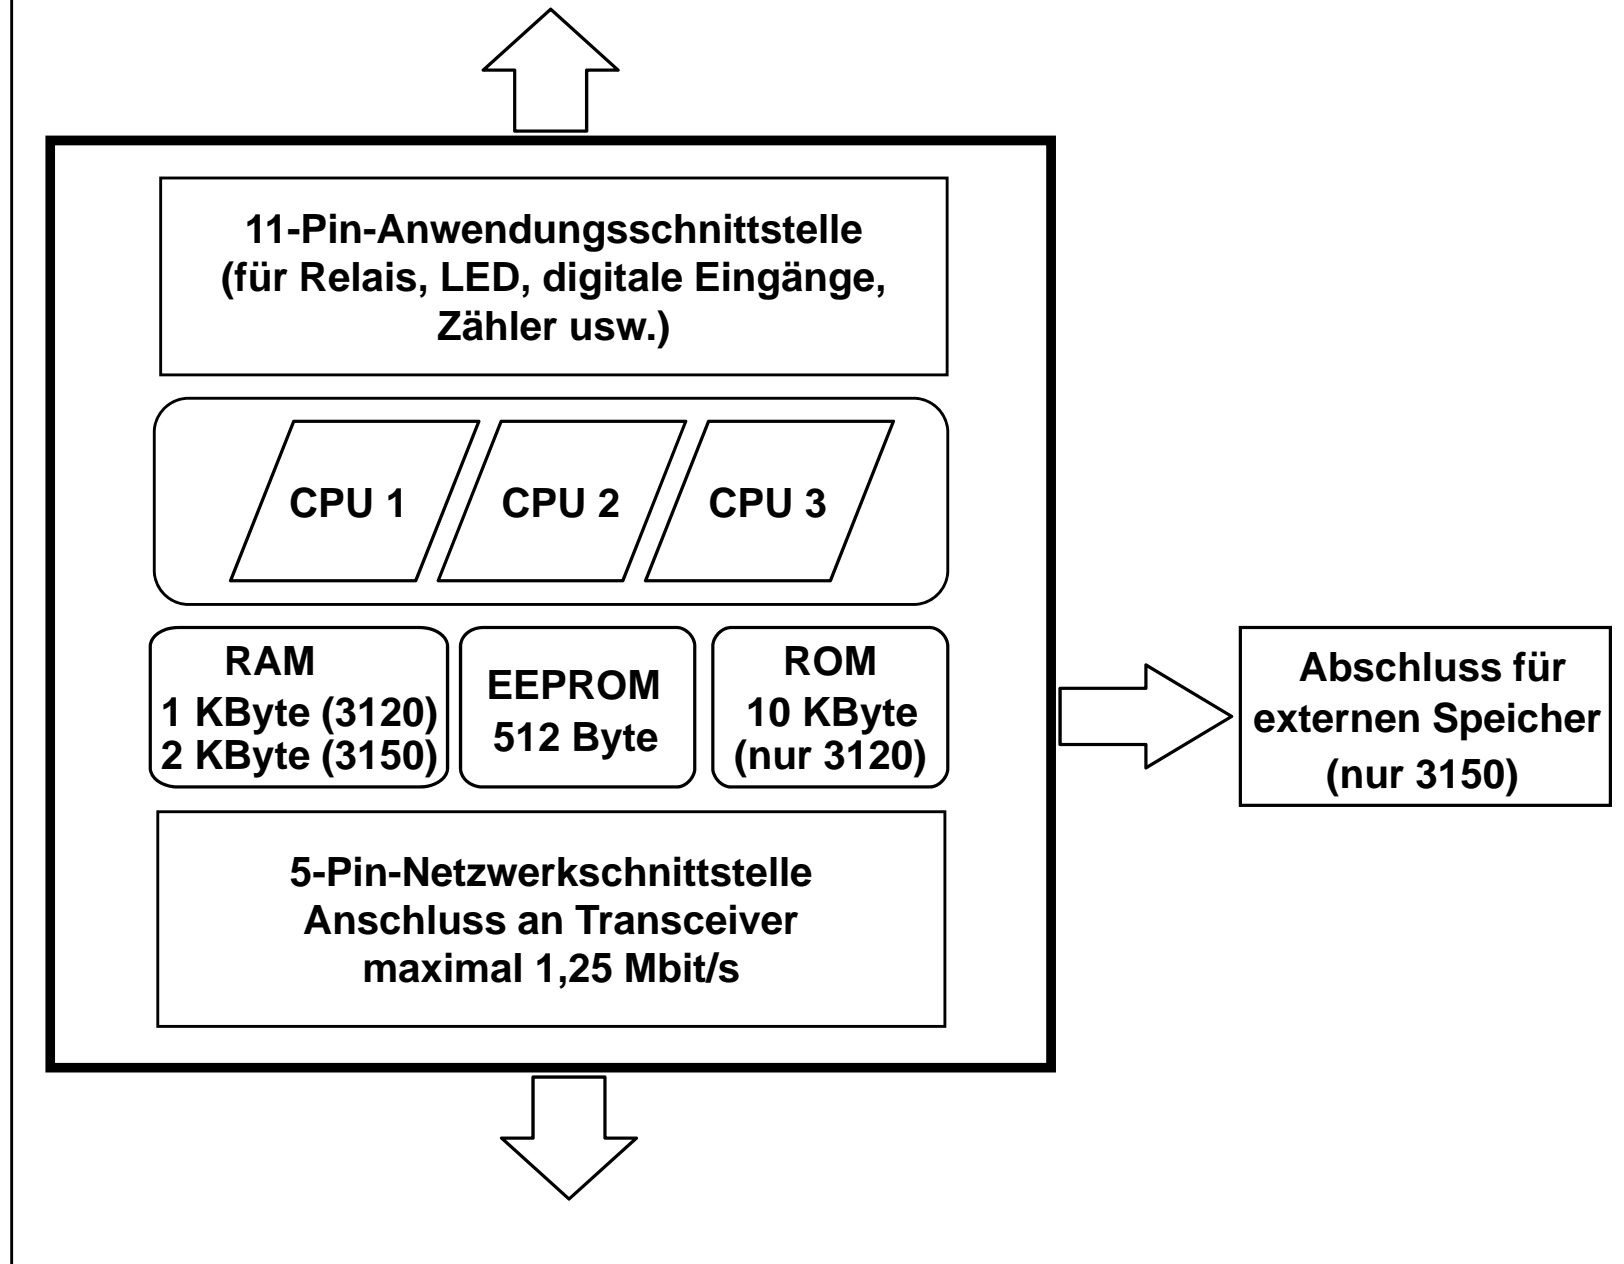 11-Pin-Anwendungsschnittstelle
(für Relais, LED, digitale Eingänge,
Zähler usw.)
CPU 1
CPU 2
CPU 3
RAM
1 KByte (3120)
2 KByte (3150)
EEPROM
512 Byte
ROM
10 KByte
(nur 3120)
Abschluss für
externen Speicher
(nur 3150)
5-Pin-Netzwerkschnittstelle
Anschluss an Transceiver
maximal 1,25 Mbit/s